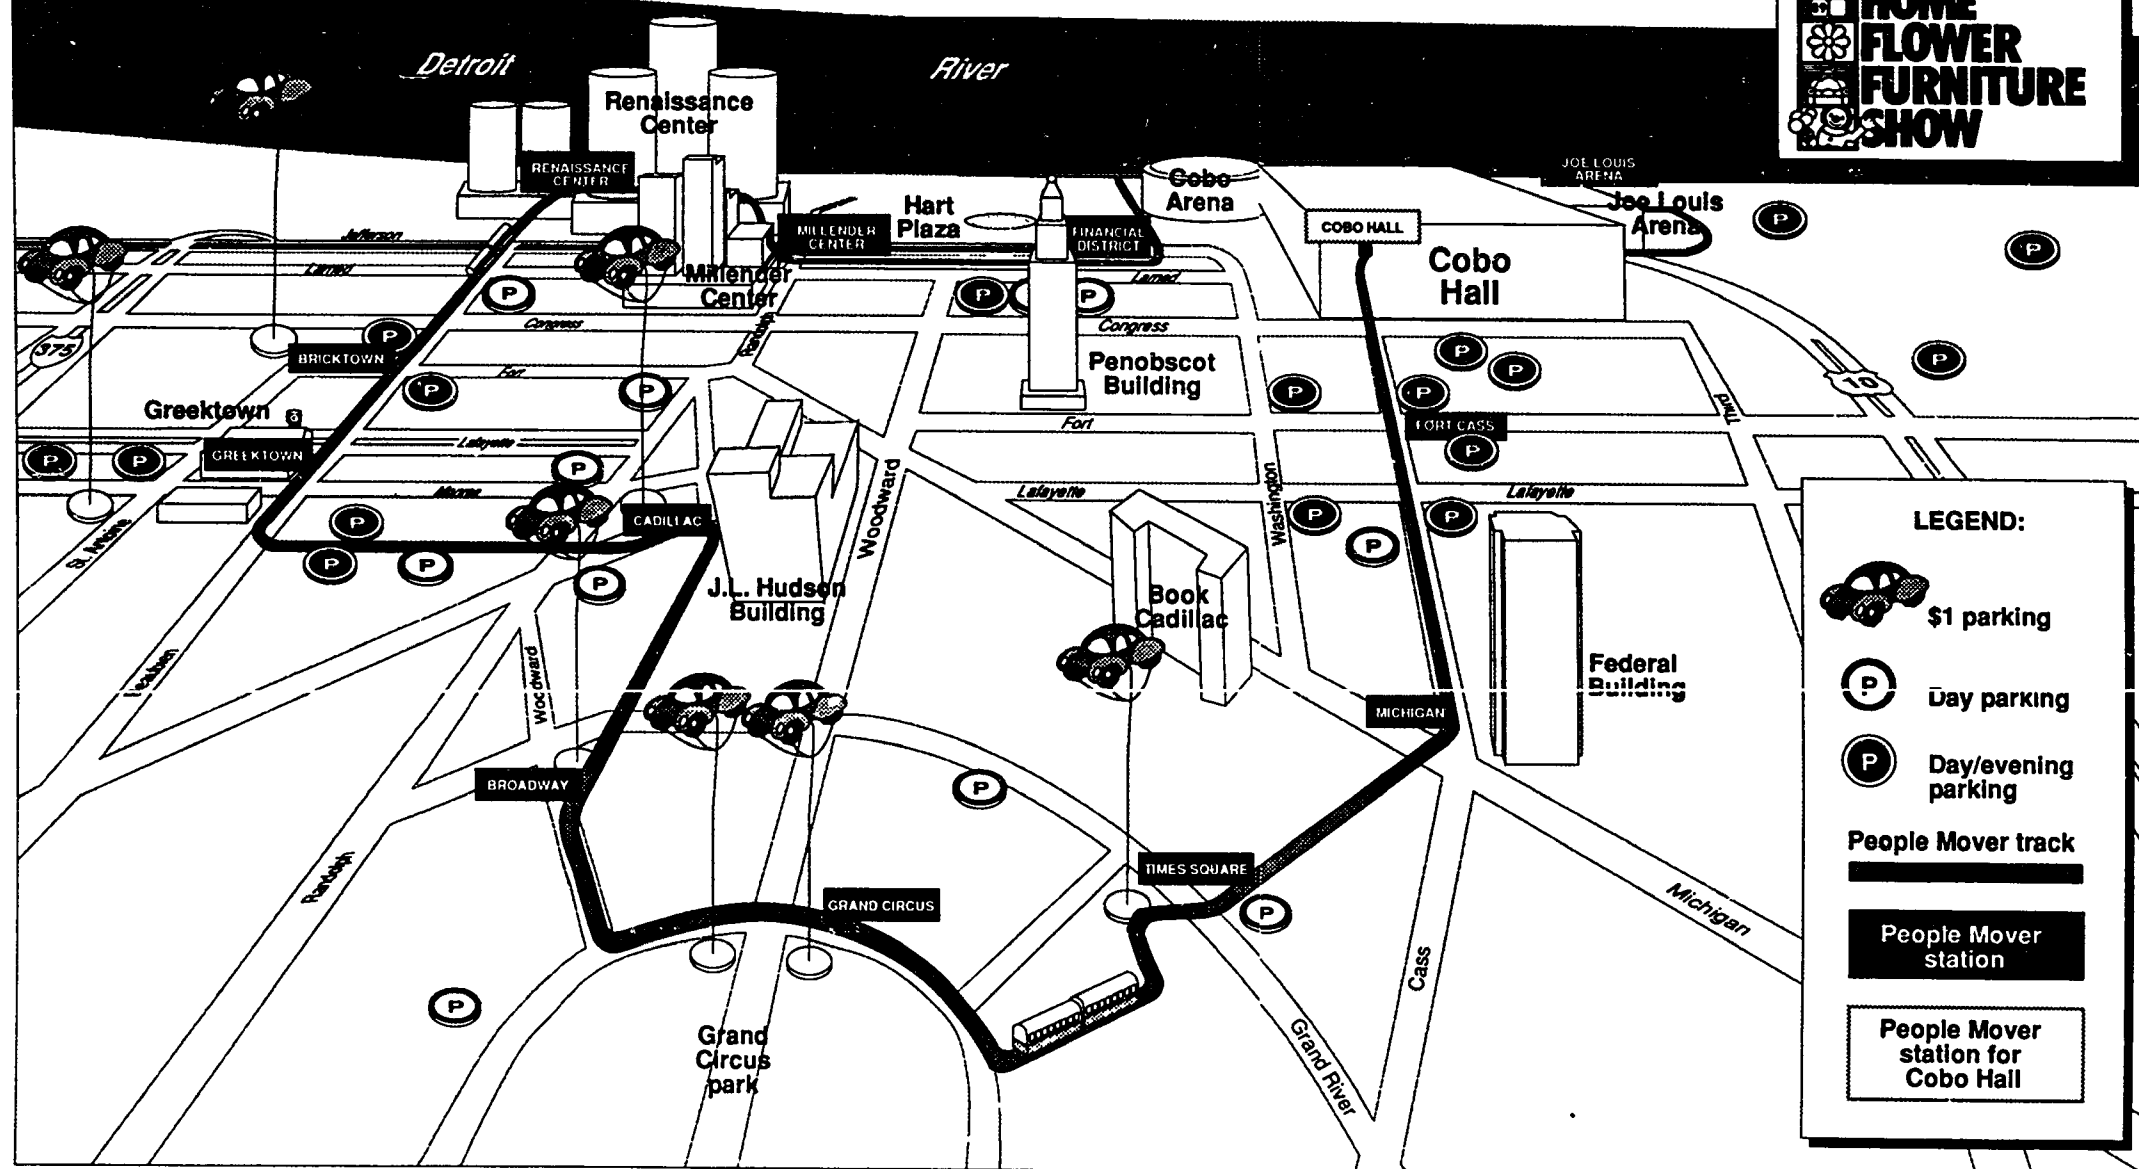 HOME
FLOWER
FURNITURE
SHOW
Detroit
River
Renaissance
Center
RENAISSANCE
CENTER
JOE LOUIS
ARENA
Joe Louis
Arena
Cobo
Arena
Hart
Plaza
MILLENDER
CENTER
FINANCIAL
DISTRICT
COBO HALL
Cobo
Hall
Jefferson
Larned
Larned
Millender
Center
P
P
P
P
P
P
Congress
Congress
Randolph
375
P
BRICKTOWN
Penobscot
Building
P
P
P
10
Fort
P
P
P
P
Greektown
Third
Fort
FORT CASS
GREEKTOWN
Lafayette
P
P
P
P
Monroe
Lafayette
Lafayette
Woodward
Washington
CADILLAC
P
P
P
P
St. Antoine
P
P
P
J.L. Hudson
Building
Book
Cadillac
Beaubien
Woodward
Federal
Building
MICHIGAN
BROADWAY
P
Randolph
TIMES SQUARE
GRAND CIRCUS
P
Michigan
Cass
P
Grand
Circus
park
Grand River
LEGEND:
$1 parking
P
Day parking
P
Day/evening
parking
People Mover track
People Mover
station
People Mover
station for
Cobo Hall